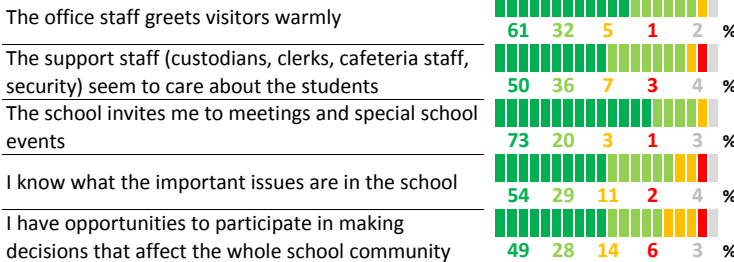 The office staff greets visitors warmly
61 32 5 1 2 %
The support staff (custodians, clerks, cafeteria staff,
security) seem to care about the students
50 36 7 3 4 %
The school invites me to meetings and special school
events
73 20 3 1 3 %
I know what the important issues are in the school
54 29 11 2 4 %
I have opportunities to participate in making
decisions that affect the whole school community
49 28 14 6 3 %